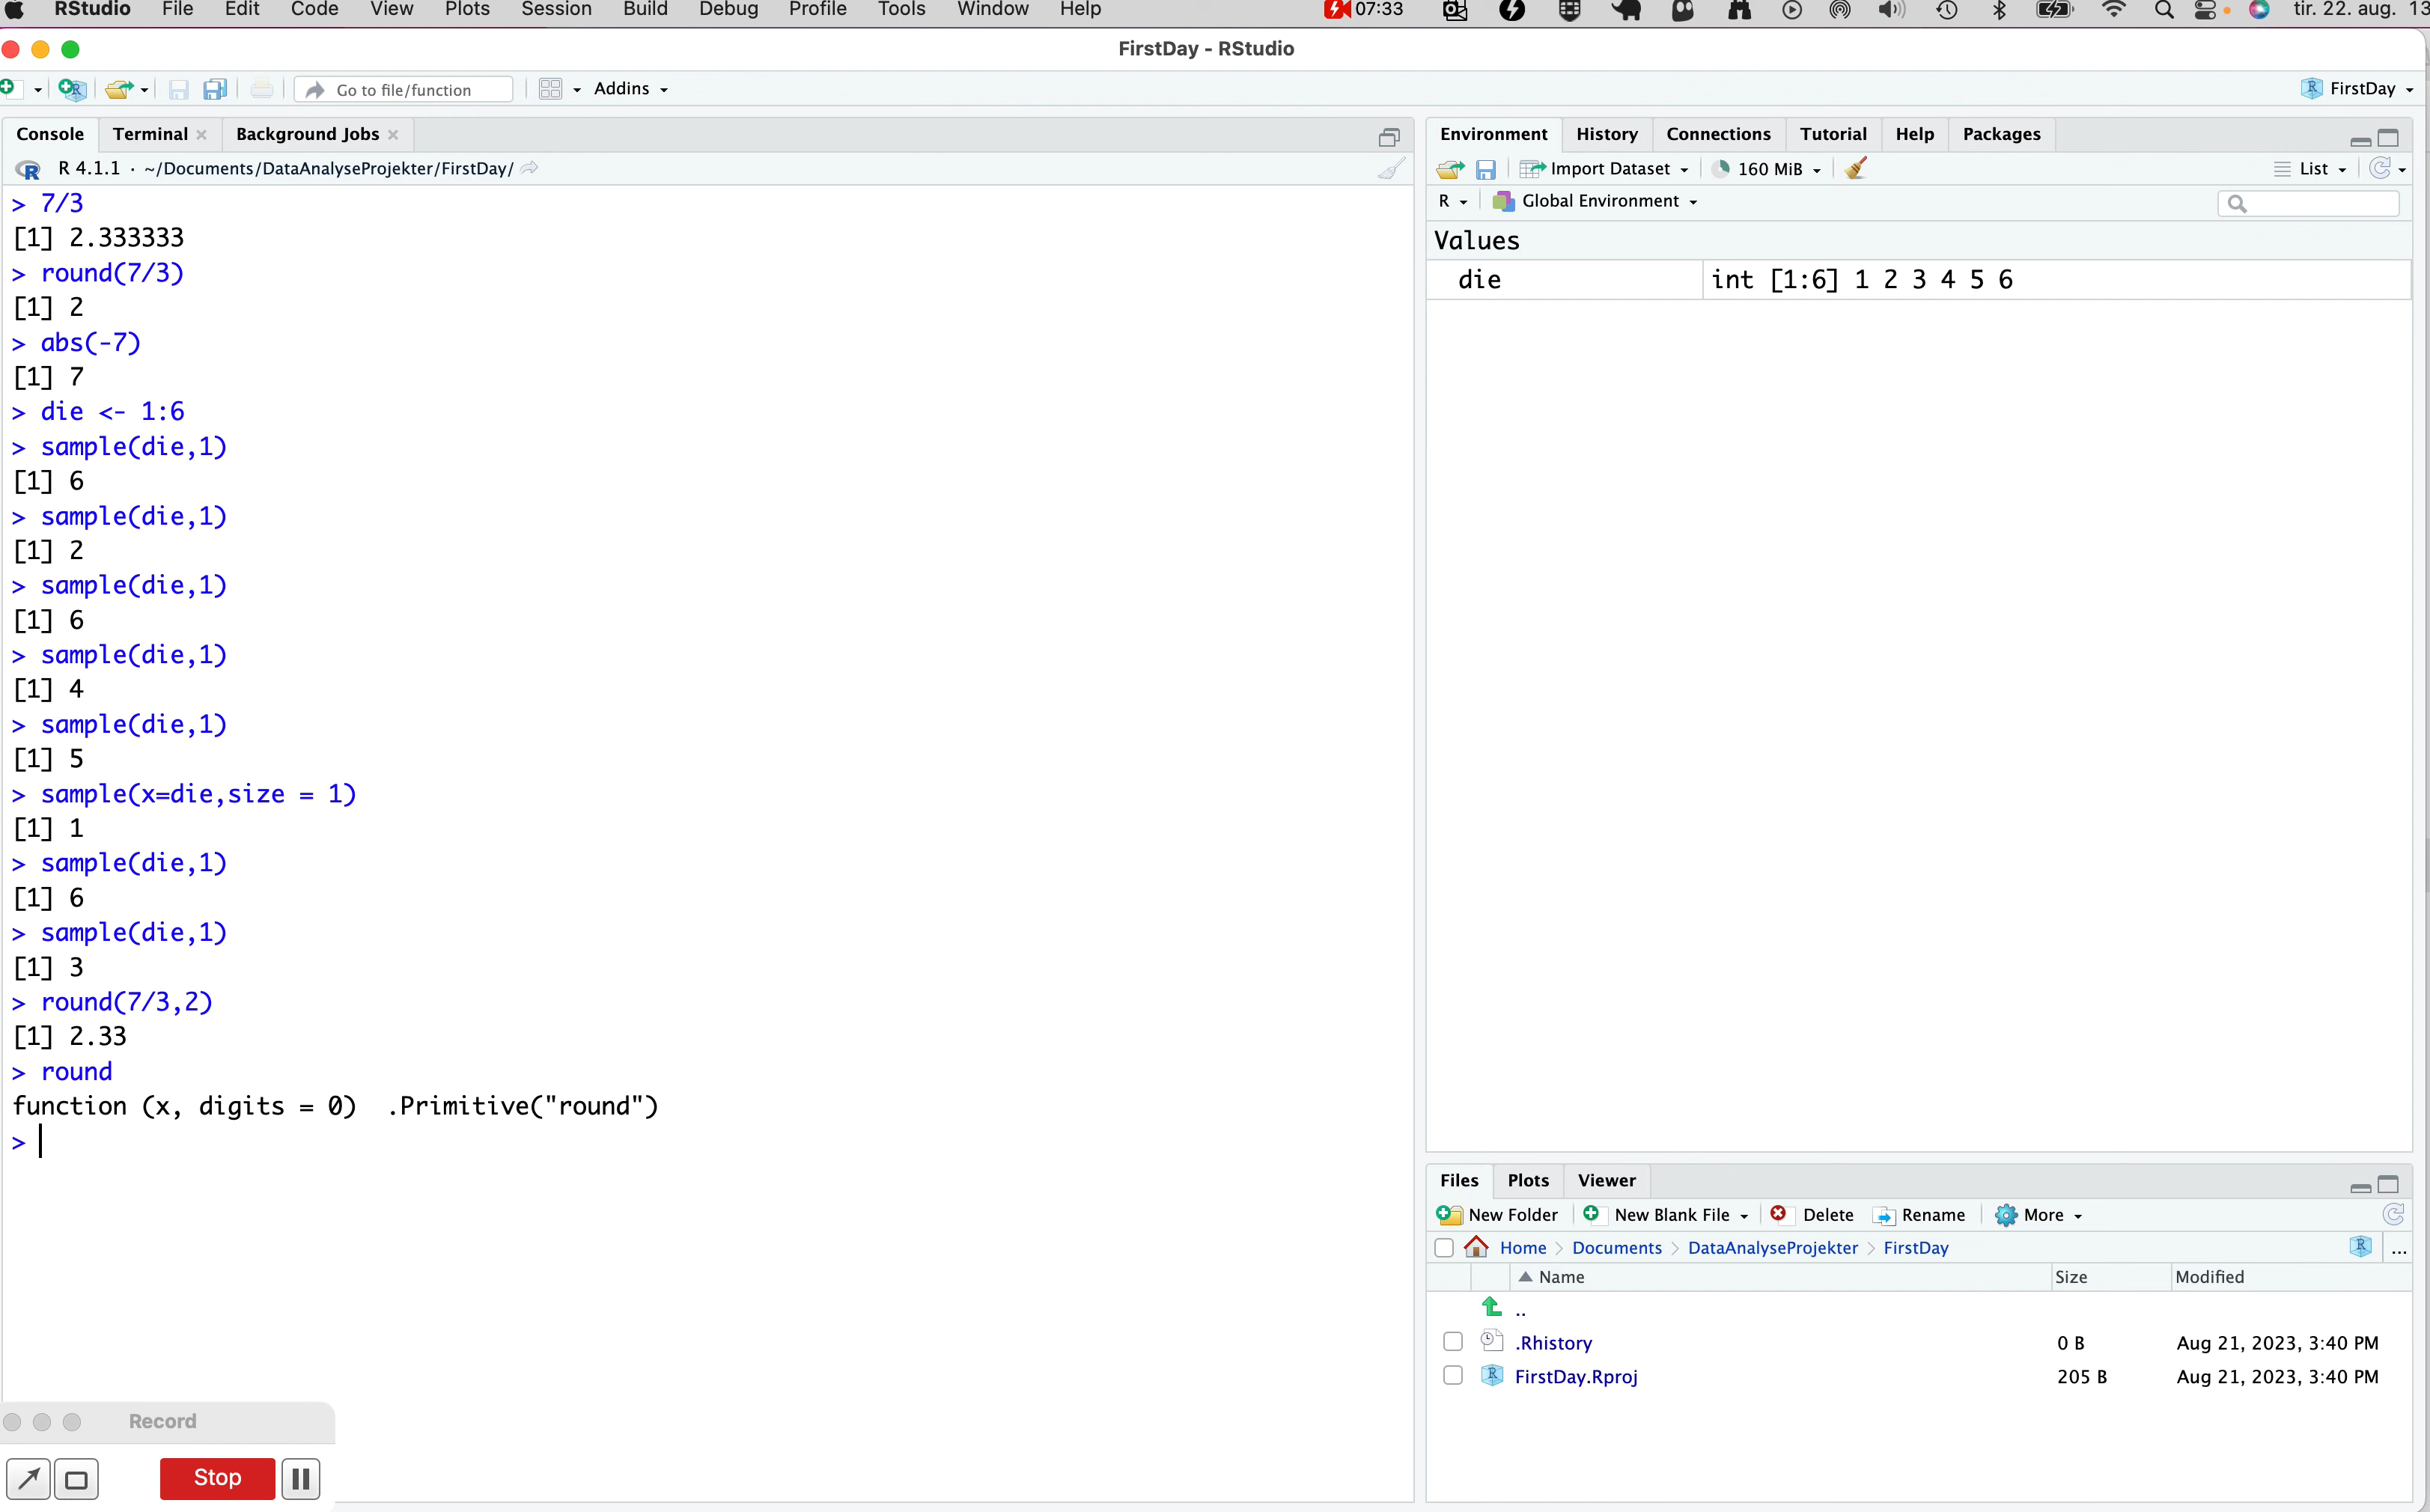 RStudio File Edit Code View Plots Session Build Debug Profile Tools Window Help 07:33 tir. 22. aug. 13
FirstDay - RStudio
Go to file/function Addins FirstDay
Console Terminal Background Jobs
R 4.1.1 · ~/Documents/DataAnalyseProjekter/FirstDay/
> 7/3
[1] 2.333333
> round(7/3)
[1] 2
> abs(-7)
[1] 7
> die <- 1:6
> sample(die,1)
[1] 6
> sample(die,1)
[1] 2
> sample(die,1)
[1] 6
> sample(die,1)
[1] 4
> sample(die,1)
[1] 5
> sample(x=die,size = 1)
[1] 1
> sample(die,1)
[1] 6
> sample(die,1)
[1] 3
> round(7/3,2)
[1] 2.33
> round
function (x, digits = 0)  .Primitive("round")
>
Record
Stop
Environment History Connections Tutorial Help Packages
Import Dataset 160 MiB List
R Global Environment
Values
die int [1:6] 1 2 3 4 5 6
Files Plots Viewer
New Folder New Blank File Delete Rename More
Home > Documents > DataAnalyseProjekter > FirstDay R ...
Name Size Modified
..
.Rhistory 0 B Aug 21, 2023, 3:40 PM
FirstDay.Rproj 205 B Aug 21, 2023, 3:40 PM